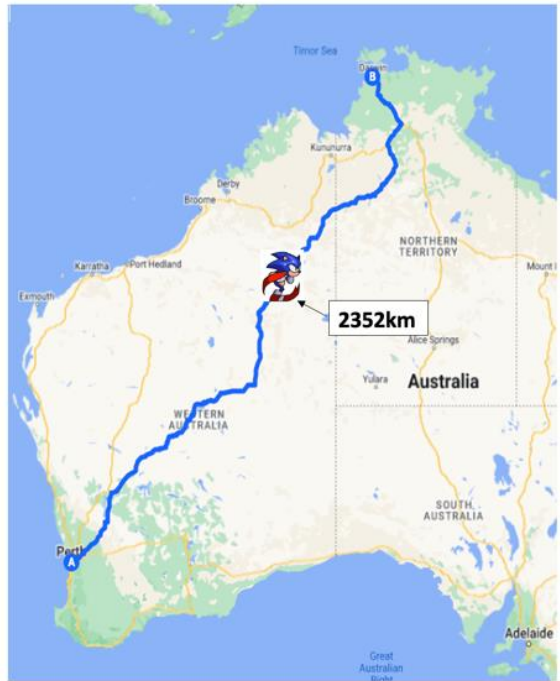 Timor Sea
Darwin
B
Kununurra
Derby
Broome
NORTHERN
TERRITORY
Karratha
Port Hedland
Mount I
Exmouth
2352km
Alice Springs
Yulara
Australia
WESTERN
AUSTRALIA
SOUTH
AUSTRALIA
Perth
A
Adelaide
Great
Australian
Bight